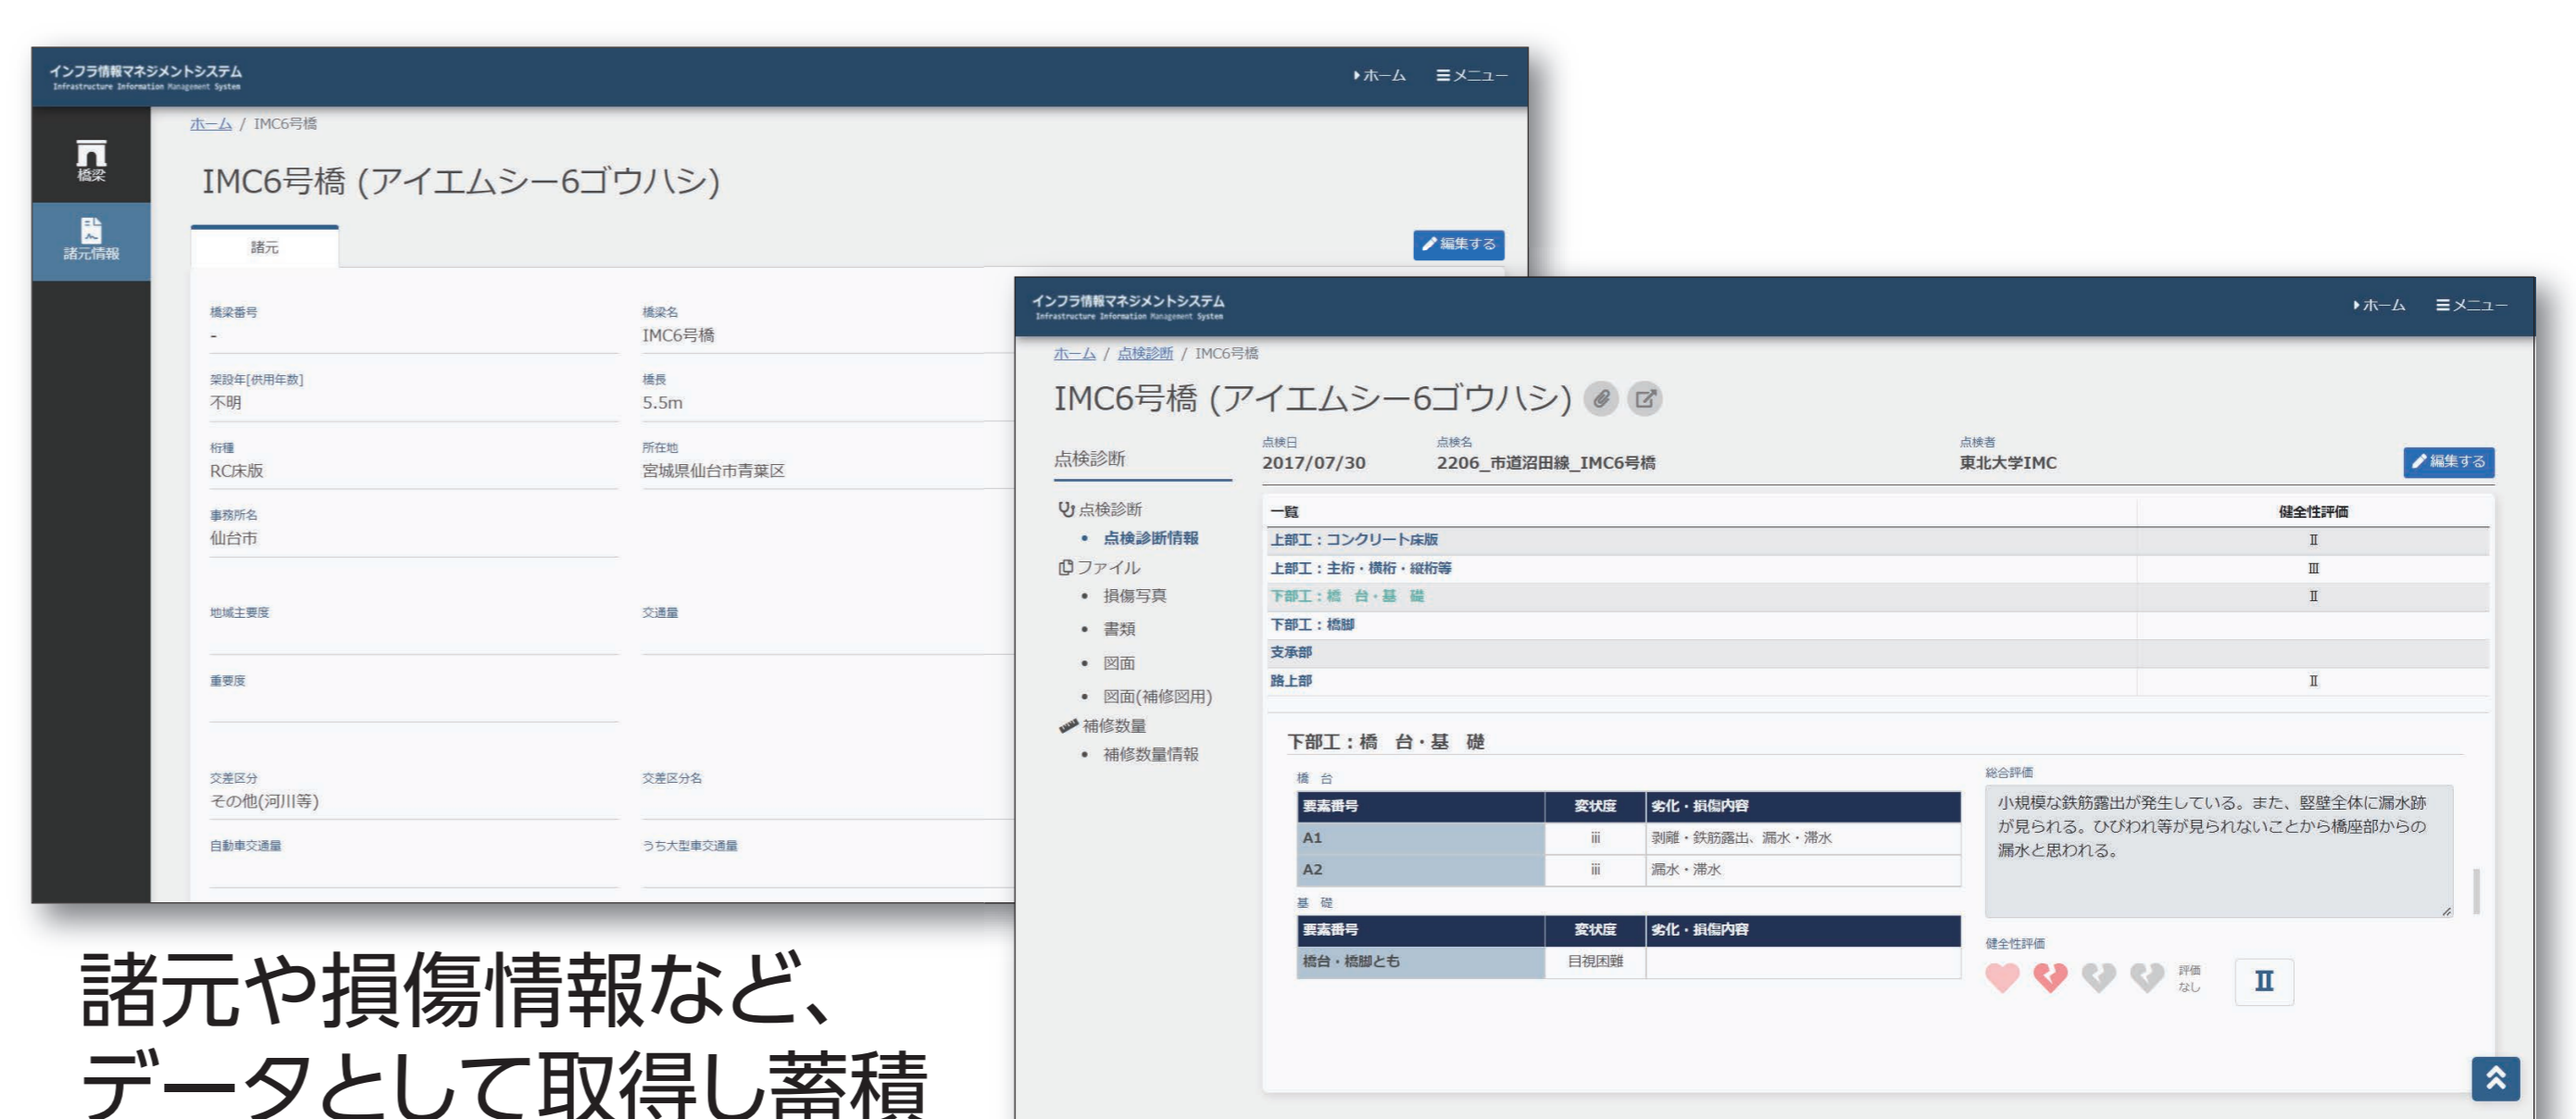 インフラ情報マネジメントシステム
Infrastructure Information Management System
ホーム メニュー
橋梁
諸元情報
ホーム / IMC6号橋
IMC6号橋 (アイエムシー6ゴウハシ)
諸元
編集する
橋梁番号
-
橋梁名
IMC6号橋
架設年[供用年数]
不明
橋長
5.5m
桁種
RC床版
所在地
宮城県仙台市青葉区
事務所名
仙台市
地域主要度
交通量
重要度
交差区分
その他(河川等)
交差区分名
自動車交通量
うち大型車交通量
諸元や損傷情報など、
データとして取得し蓄積
インフラ情報マネジメントシステム
Infrastructure Information Management System
ホーム メニュー
ホーム / 点検診断 / IMC6号橋
IMC6号橋 (アイエムシー6ゴウハシ)
点検診断
点検日
2017/07/30
点検名
2206_市道沼田線_IMC6号橋
点検者
東北大学IMC
編集する
点検診断
• 点検診断情報
ファイル
• 損傷写真
• 書類
• 図面
• 図面(補修図用)
補修数量
• 補修数量情報
一覧 健全性評価
上部工：コンクリート床版 Ⅱ
上部工：主桁・横桁・縦桁等 Ⅲ
下部工：橋　台・基　礎 Ⅱ
下部工：橋脚
支承部
路上部 Ⅱ
下部工：橋　台・基　礎
橋　台
要素番号 変状度 劣化・損傷内容
A1 ⅲ 剥離・鉄筋露出、漏水・滞水
A2 ⅲ 漏水・滞水
基　礎
要素番号 変状度 劣化・損傷内容
橋台・橋脚とも 目視困難
総合評価
小規模な鉄筋露出が発生している。また、竪壁全体に漏水跡
が見られる。ひびわれ等が見られないことから橋座部からの
漏水と思われる。
健全性評価
評価
なし
Ⅱ